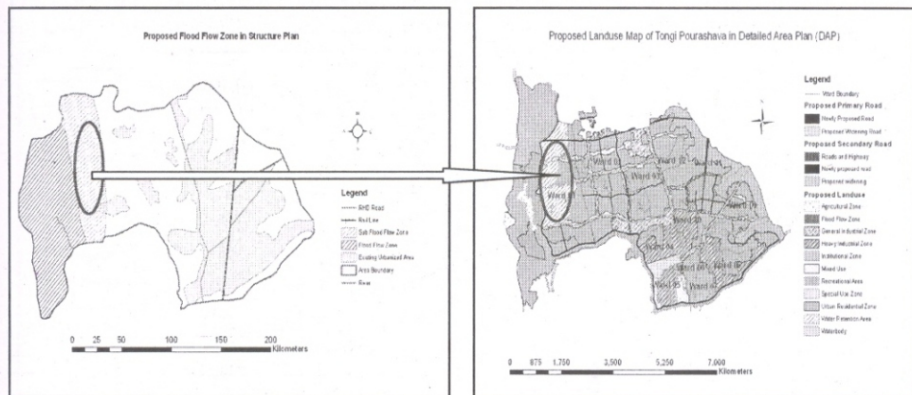 Proposed Flood Flow Zone in Structure Plan
Legend
RHD Road
Rail Line
Sub Flood Flow Zone
Flood Flow Zone
Existing Urbanized Area
Area Boundary
River
0 25 50 100 150 200
Kilometers
Proposed Landuse Map of Tongi Pourashava in Detailed Area Plan (DAP)
Legend
Ward Boundary
Proposed Primary Road
Newly Proposed Road
Proposed Widening Road
Proposed Secondary Road
Roads and Highway
Newly proposed road
Proposed widening
Proposed Landuse
Agricultural Zone
Flood Flow Zone
General Industrial Zone
Heavy Industrial Zone
Institutional Zone
Mixed Use
Recreational Area
Special Use Zone
Urban Residential Zone
Water Retention Area
Waterbody
Ward
Ward
Ward
Ward
0 875 1,750 3,500 5,250 7,000
Kilometers